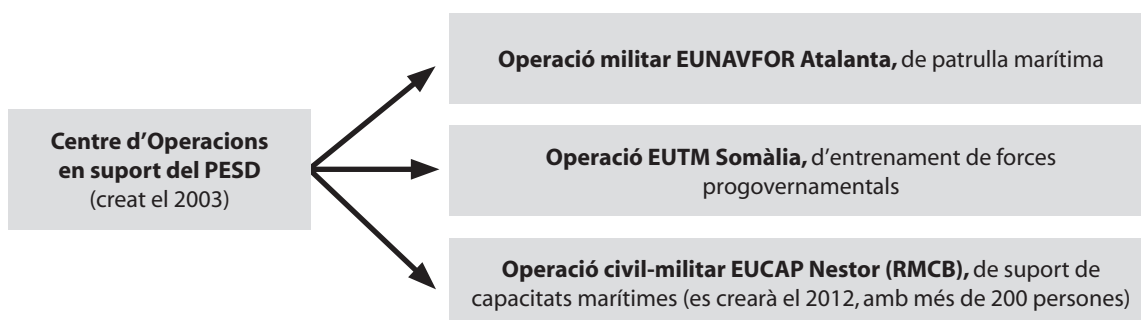 Centre d’Operacions
en suport del PESD
(creat el 2003)
Operació militar EUNAVFOR Atalanta, de patrulla marítima
Operació EUTM Somàlia, d’entrenament de forces
progovernamentals
Operació civil-militar EUCAP Nestor (RMCB), de suport de
capacitats marítimes (es crearà el 2012, amb més de 200 persones)